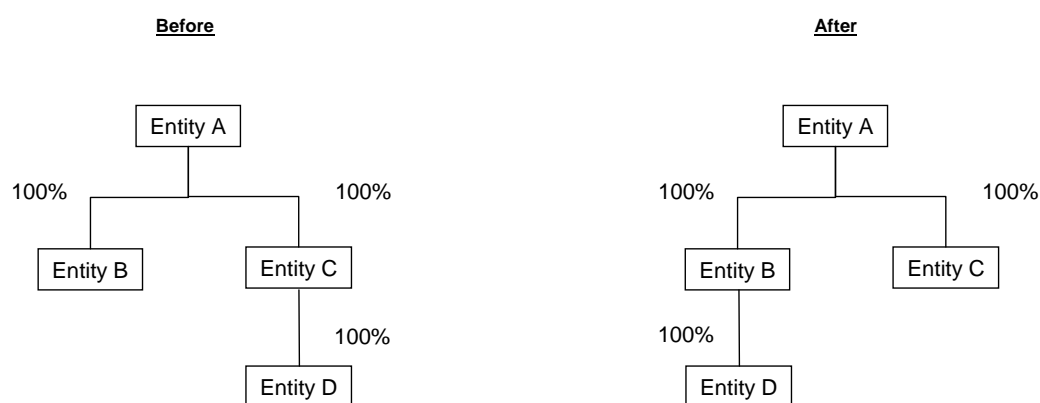 Before
After
Entity A
Entity A
100%
100%
100%
100%
Entity B
Entity C
Entity B
Entity C
100%
100%
Entity D
Entity D